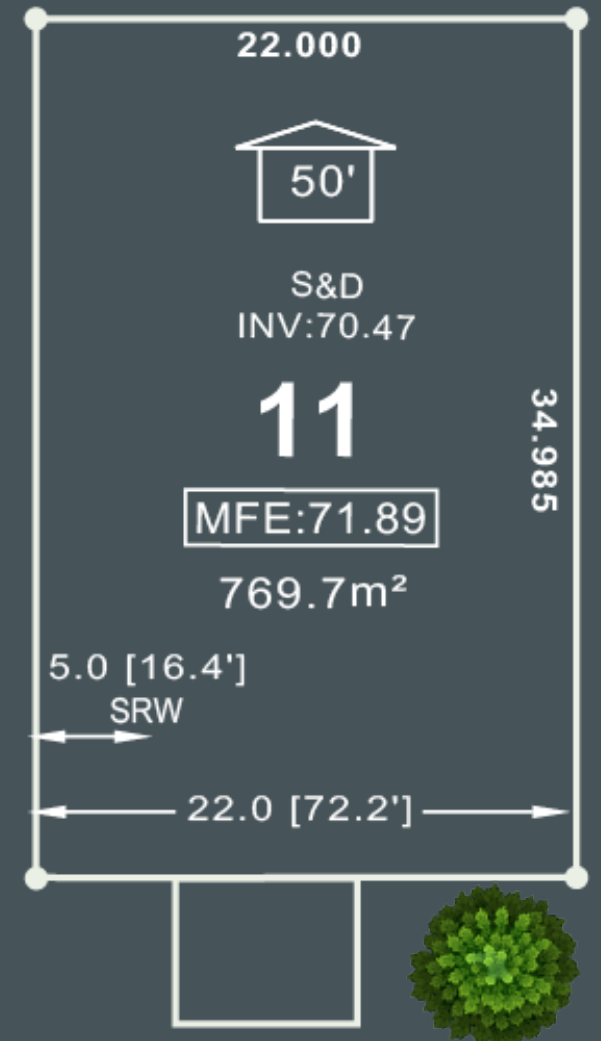 22.000
50'
S&D
INV:70.47
11
34.985
MFE:71.89
769.7m²
5.0 [16.4']
SRW
22.0 [72.2']